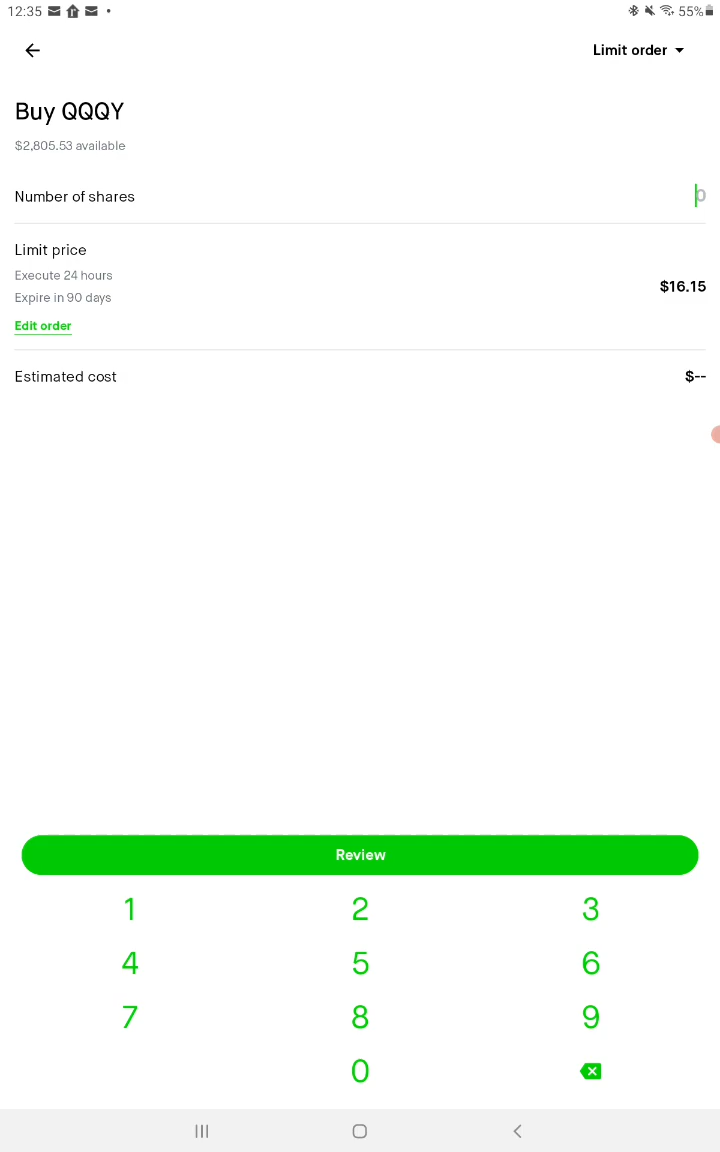 12:35
55%
Limit order
Buy QQQY
$2,805.53 available
Number of shares
0
Limit price
Execute 24 hours
Expire in 90 days
$16.15
Edit order
Estimated cost
$--
Review
1 2 3
4 5 6
7 8 9
0